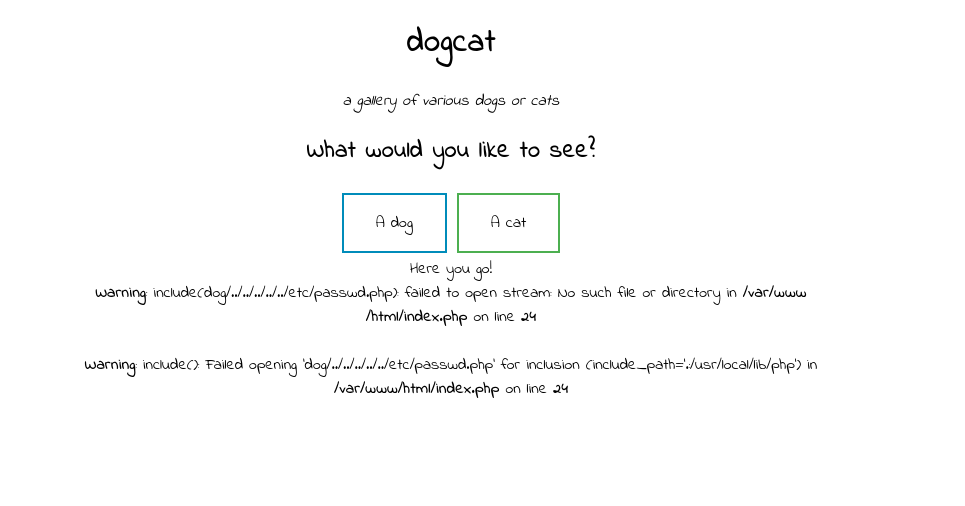 dogcat
a gallery of various dogs or cats
What would you like to see?
A dog
A cat
Here you go!
Warning: include(dog/../../../../../etc/passwd.php): failed to open stream: No such file or directory in /var/www
/html/index.php on line 24
Warning: include(): Failed opening 'dog/../../../../../etc/passwd.php' for inclusion (include_path='.:/usr/local/lib/php') in
/var/www/html/index.php on line 24